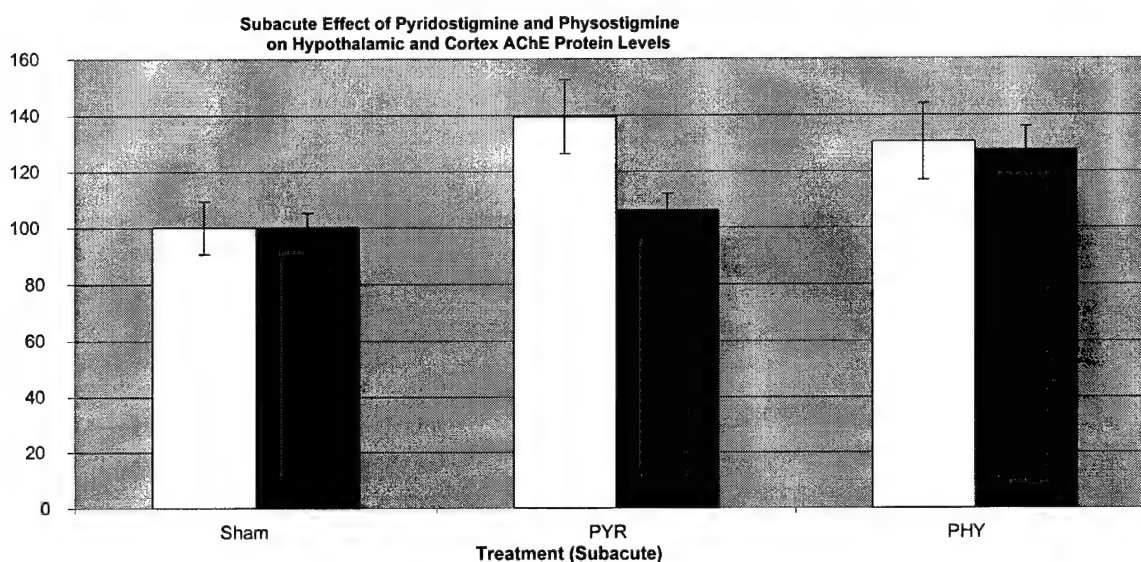 Subacute Effect of Pyridostigmine and Physostigmine
on Hypothalamic and Cortex AChE Protein Levels
160
140
120
100
80
60
40
20
0
Sham PYR PHY
Treatment (Subacute)